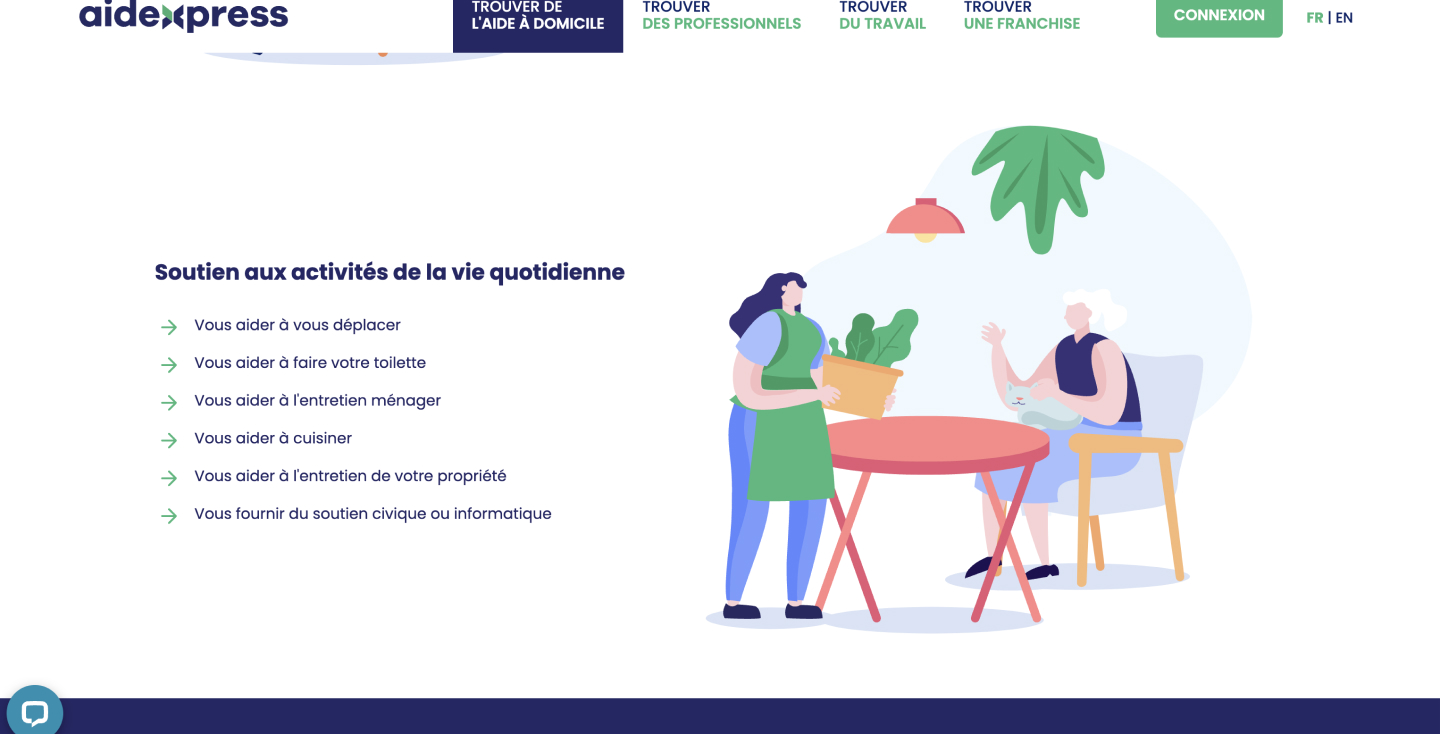 aidexpress
TROUVER DE
L'AIDE À DOMICILE
TROUVER
DES PROFESSIONNELS
TROUVER
DU TRAVAIL
TROUVER
UNE FRANCHISE
CONNEXION
FR | EN
Soutien aux activités de la vie quotidienne
Vous aider à vous déplacer
Vous aider à faire votre toilette
Vous aider à l'entretien ménager
Vous aider à cuisiner
Vous aider à l'entretien de votre propriété
Vous fournir du soutien civique ou informatique